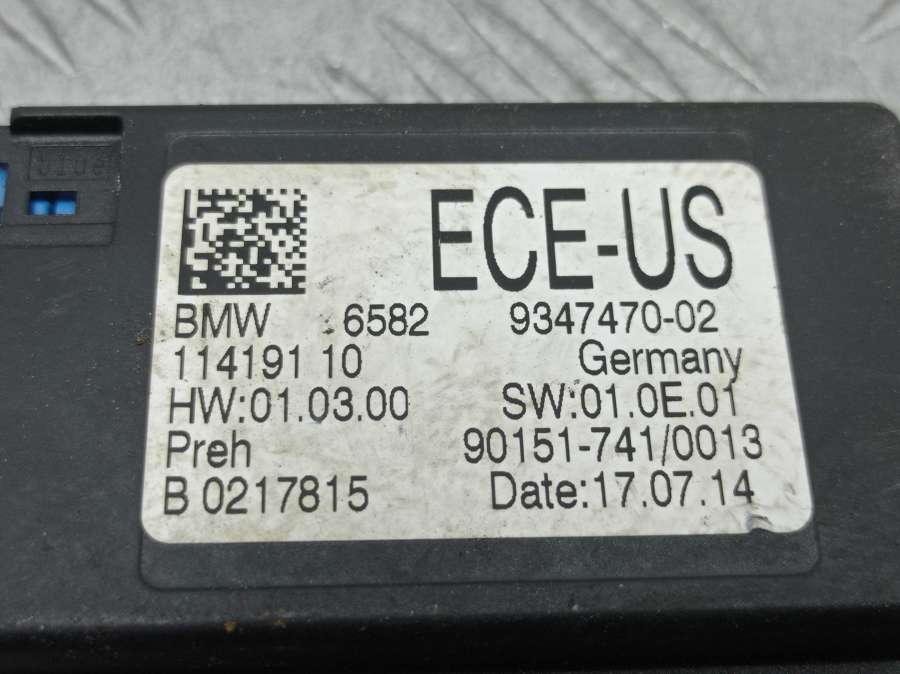 ECE-US
BMW 6582 9347470-02
114191 10 Germany
HW:01.03.00 SW:01.0E.01
Preh 90151-741/0013
B 0217815 Date:17.07.14